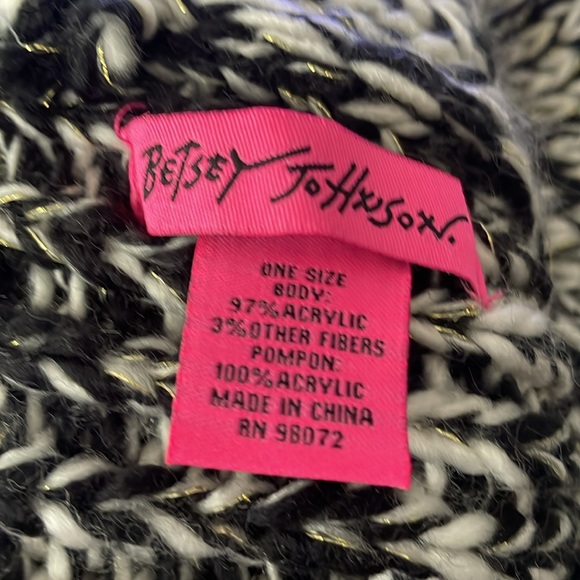 BETSEY JOHNSON.
ONE SIZE
BODY:
97% ACRYLIC
3% OTHER FIBERS
POMPON:
100% ACRYLIC
MADE IN CHINA
RN 98072